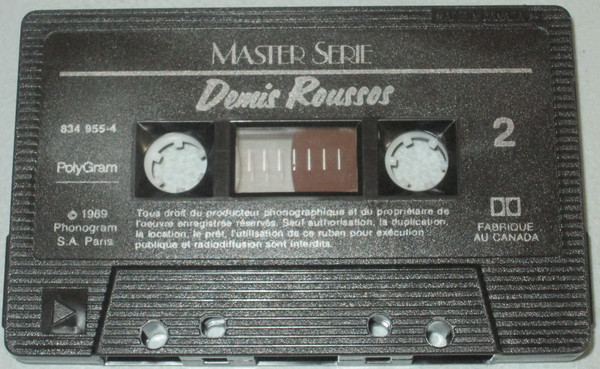 MASTER SERIE
Demis Roussos
834 955-4
2
PolyGram
© 1989
Phonogram
S.A. Paris
Tous droit du producteur phonographique et du propriétaire de
l'oeuvre enregistrée réservés. Sauf authorisation, la duplication,
la location, le prêt, l'utilisation de ce ruban pour exécution
publique et radiodiffusion sont interdits.
FABRIQUE
AU CANADA